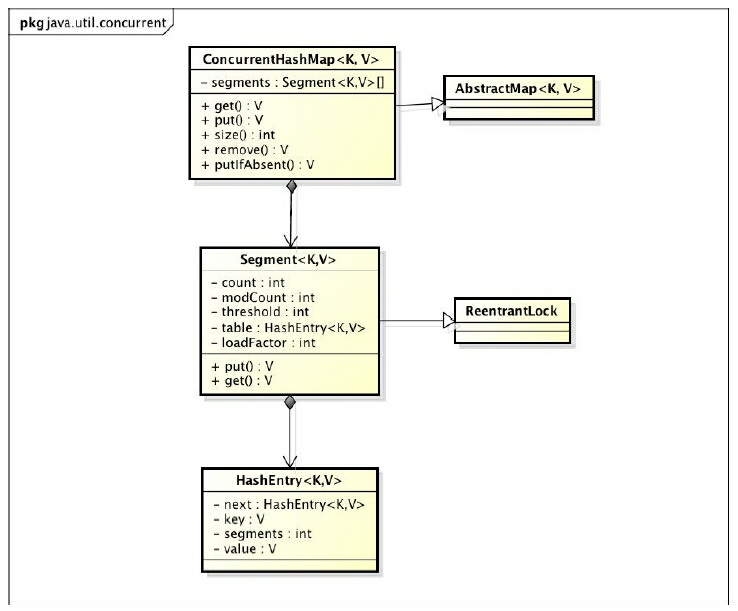 pkg java.util.concurrent
ConcurrentHashMap<K, V>
- segments : Segment<K,V>[]
+ get() : V
+ put() : V
+ size() : int
+ remove() : V
+ putIfAbsent() : V
AbstractMap<K, V>
Segment<K,V>
- count : int
- modCount : int
- threshold : int
- table : HashEntry<K,V>
- loadFactor : int
+ put() : V
+ get() : V
ReentrantLock
HashEntry<K,V>
- next : HashEntry<K,V>
- key : V
- segments : int
- value : V